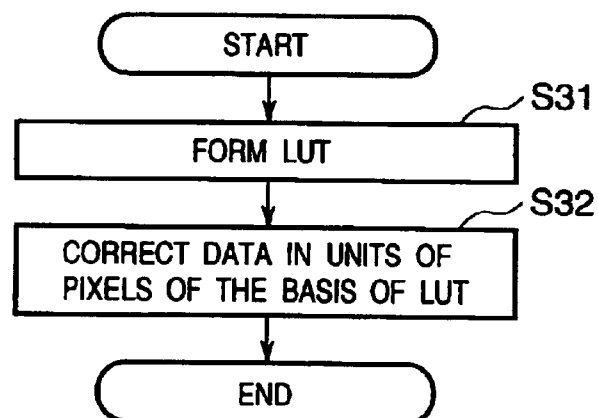 START
S31
FORM LUT
S32
CORRECT DATA IN UNITS OF
PIXELS OF THE BASIS OF LUT
END